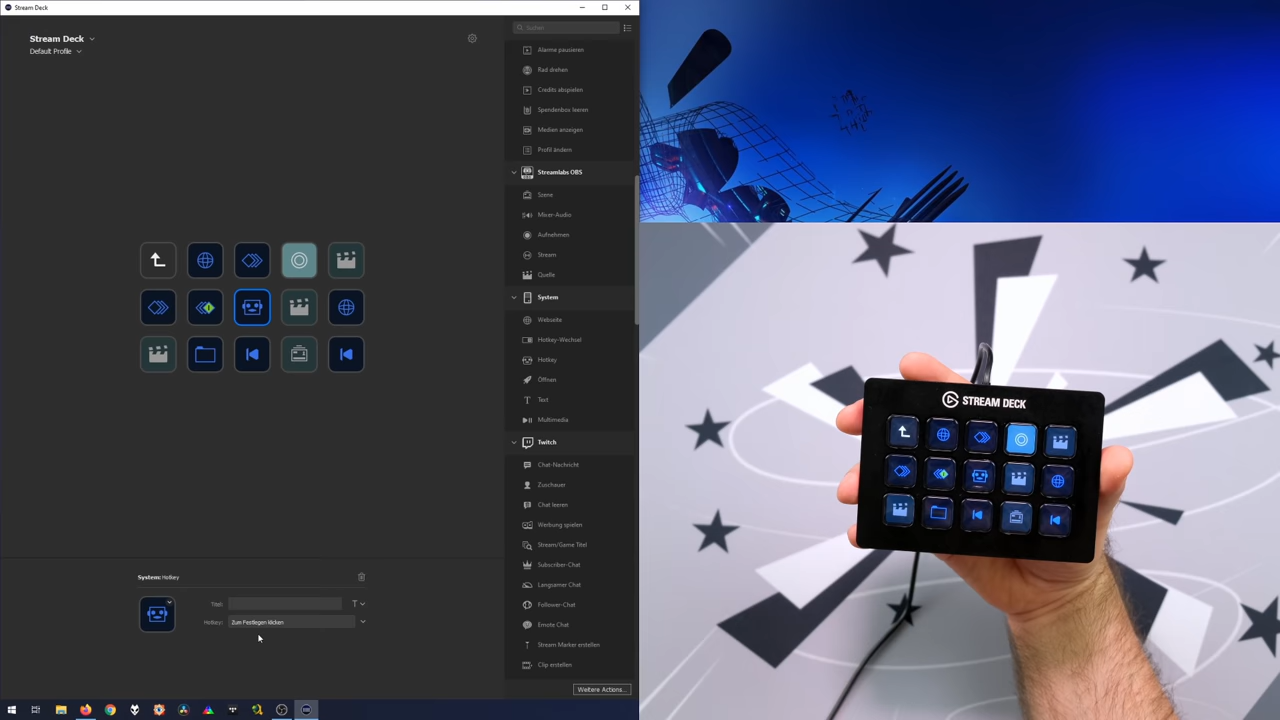 Stream Deck
Stream Deck
Default Profile
Suchen
Alarme pausieren
Rad drehen
Credits abspielen
Spendenbox leeren
Medien anzeigen
Profil ändern
Streamlabs OBS
Szene
Mixer-Audio
Aufnehmen
Stream
Quelle
System
Webseite
Hotkey-Wechsel
Hotkey
Öffnen
Text
Multimedia
Twitch
Chat-Nachricht
Zuschauer
Chat leeren
Werbung spielen
Stream/Game Titel
Subscriber-Chat
Langsamer Chat
Follower-Chat
Emote Chat
Stream Marker erstellen
Clip erstellen
Weitere Actions...
System: Hotkey
Titel:
Hotkey:
Zum Festlegen klicken
STREAM DECK